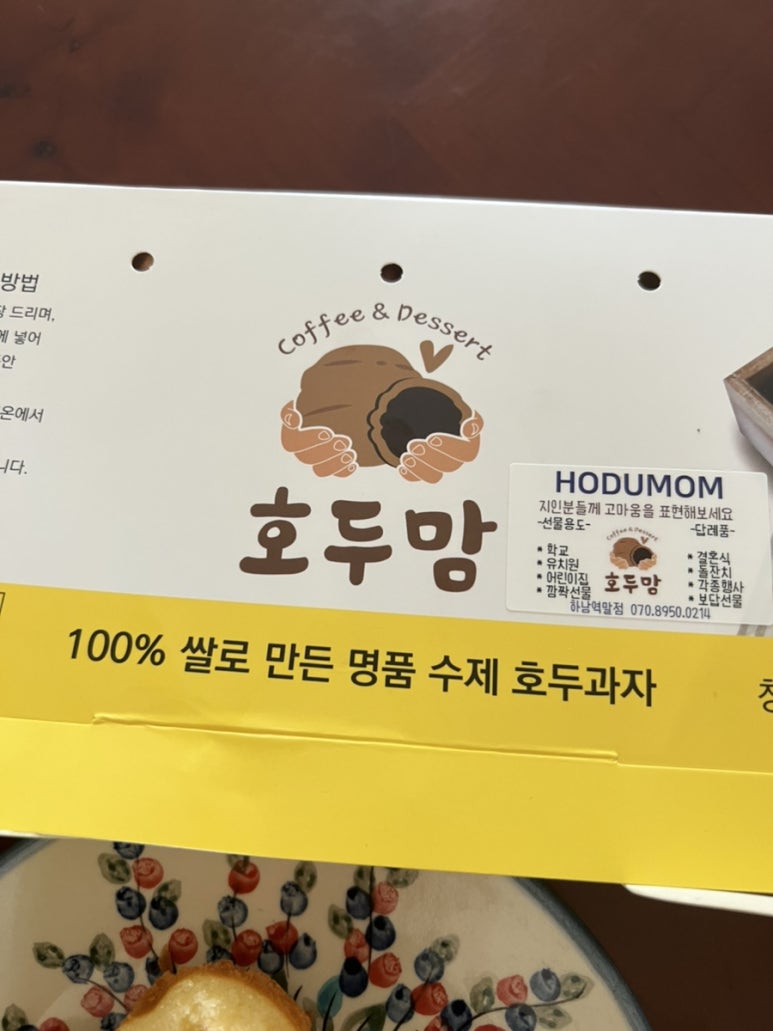 방법
드리며,
에 넣어
온에서
니다.
Coffee & Dessert
호두맘
HODUMOM
지인분들께 고마움을 표현해보세요
-선물용도-
-답례품-
* 학교
* 유치원
* 어린이집
* 깜짝선물
Coffee & Dessert
호두맘
* 결혼식
* 돌잔치
* 각종행사
* 보답선물
하남역말점 070.8950.0214
100% 쌀로 만든 명품 수제 호두과자